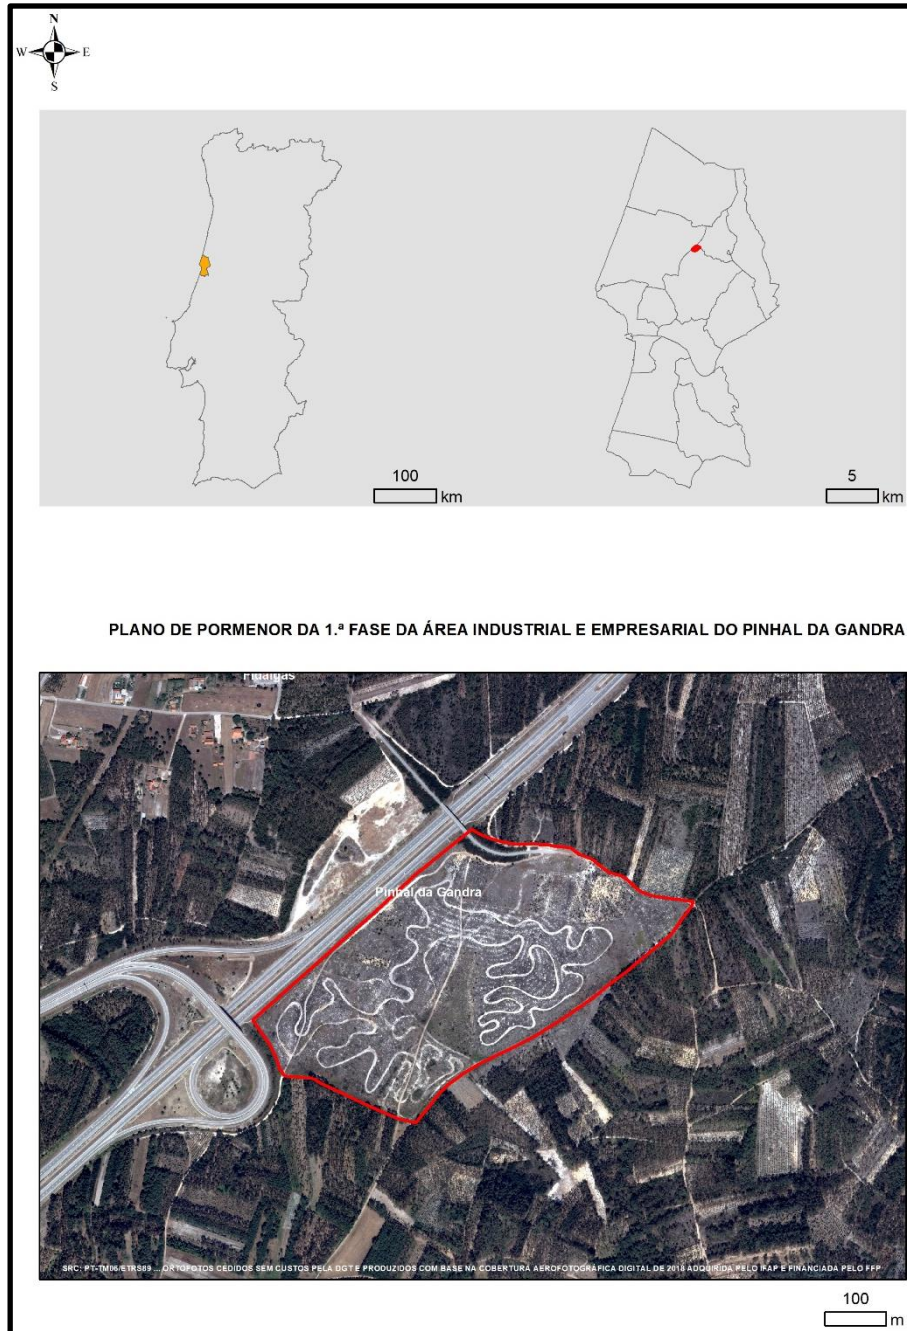 N
W E
S
100
km
5
km
PLANO DE PORMENOR DA 1.ª FASE DA ÁREA INDUSTRIAL E EMPRESARIAL DO PINHAL DA GANDRA
Fidalgas
Pinhal da Gandra
SRC: PT-TM06/ETRS89 ... ORTOFOTOS CEDIDOS SEM CUSTOS PELA DGT E PRODUZIDOS COM BASE NA COBERTURA AEROFOTOGRÁFICA DIGITAL DE 2018 ADQUIRIDA PELO IFAP E FINANCIADA PELO FFP
100
m